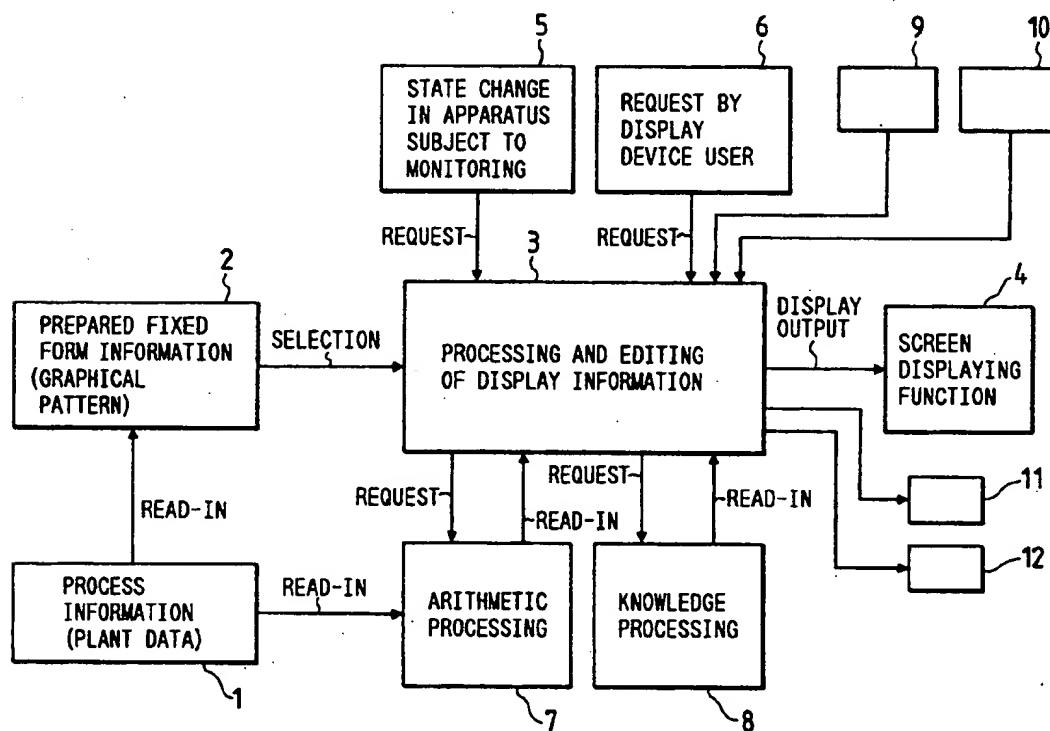 5
6
9
10
STATE CHANGE
IN APPARATUS
SUBJECT TO
MONITORING
REQUEST BY
DISPLAY
DEVICE USER
REQUEST
REQUEST
2
3
4
PREPARED FIXED
FORM INFORMATION
(GRAPHICAL
PATTERN)
SELECTION
PROCESSING AND EDITING
OF DISPLAY INFORMATION
DISPLAY
OUTPUT
SCREEN
DISPLAYING
FUNCTION
READ-IN
REQUEST
READ-IN
REQUEST
READ-IN
11
12
PROCESS
INFORMATION
(PLANT DATA)
READ-IN
ARITHMETIC
PROCESSING
KNOWLEDGE
PROCESSING
1
7
8